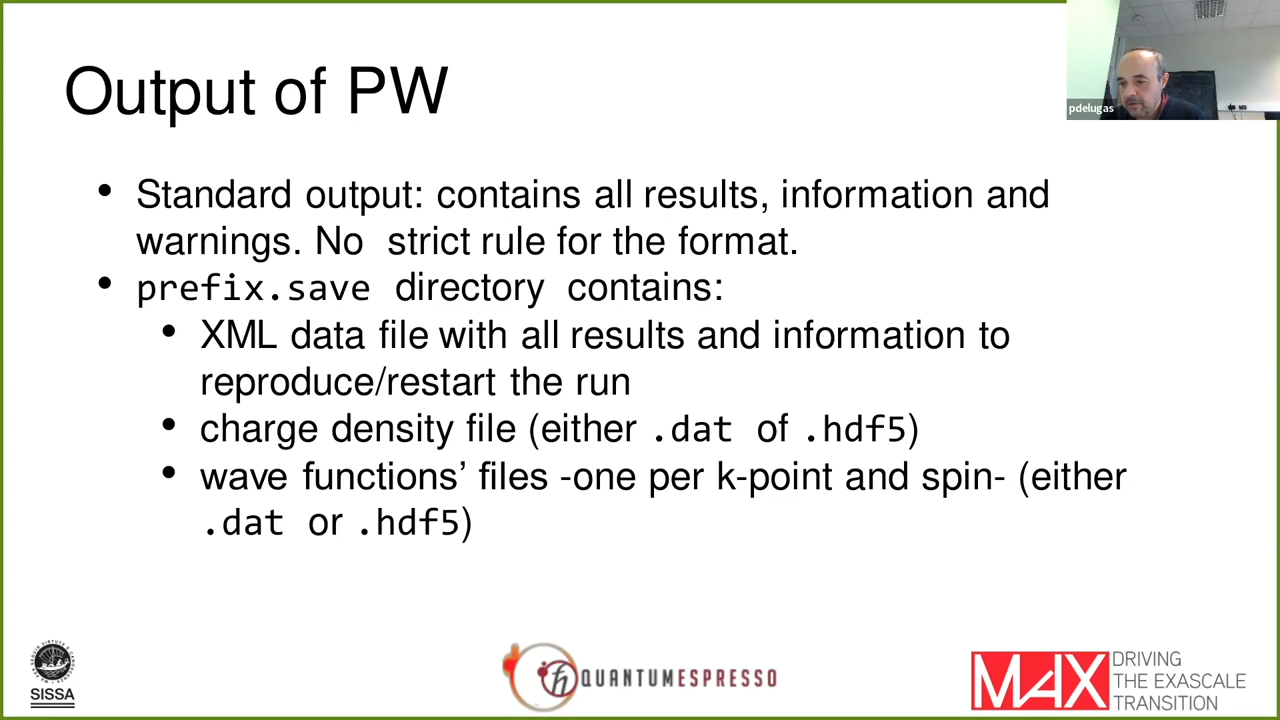 Output of PW
pdelugas
• Standard output: contains all results, information and
warnings. No strict rule for the format.
• prefix.save directory contains:
• XML data file with all results and information to
reproduce/restart the run
• charge density file (either .dat of .hdf5)
• wave functions’ files -one per k-point and spin- (either
.dat or .hdf5)
SISSA
QUANTUMESPRESSO
MAX
DRIVING
THE EXASCALE
TRANSITION